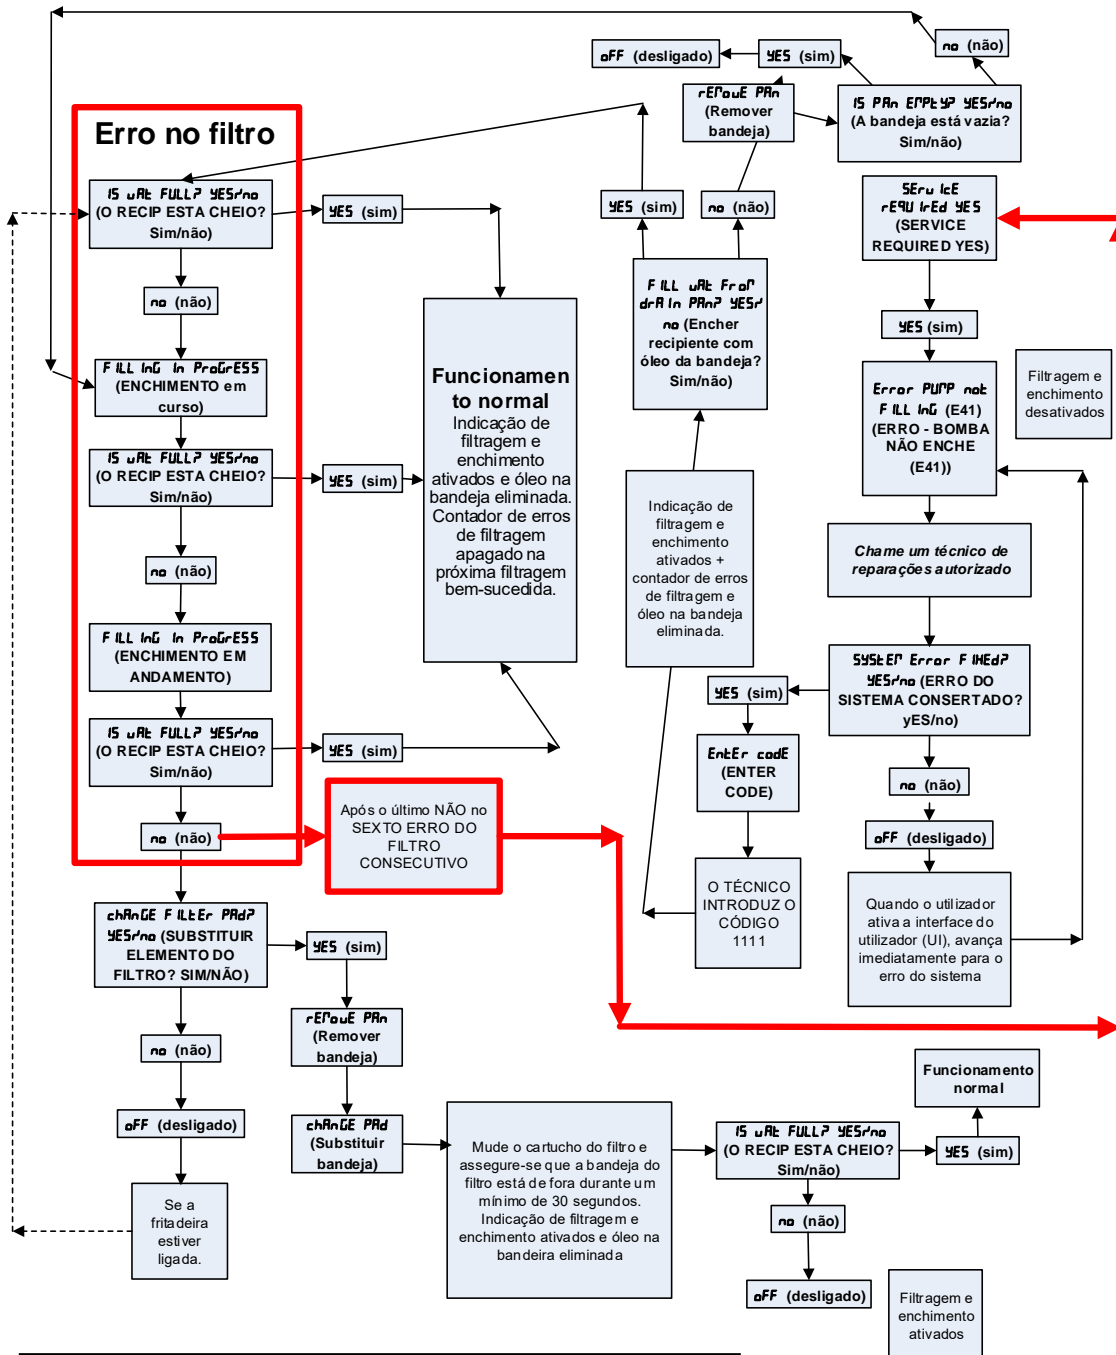 Erro no filtro
IS vAt FULL? YES/no
(O RECIP ESTA CHEIO?
Sim/não)
YES (sim)
no (não)
FILLInG In ProGrESS
(ENCHIMENTO em
curso)
IS vAt FULL? YES/no
(O RECIP ESTA CHEIO?
Sim/não)
YES (sim)
no (não)
FILLInG In ProGrESS
(ENCHIMENTO EM
ANDAMENTO)
IS vAt FULL? YES/no
(O RECIP ESTA CHEIO?
Sim/não)
YES (sim)
no (não)
Após o último NÃO no
SEXTO ERRO DO
FILTRO
CONSECUTIVO
Funcionamen
to normal
Indicação de
filtragem e
enchimento
ativados e óleo na
bandeja eliminada.
Contador de erros
de filtragem
apagado na
próxima filtragem
bem-sucedida.
oFF (desligado)
YES (sim)
no (não)
rEMovE PAn
(Remover
bandeja)
IS PAn EMPtY? YES/no
(A bandeja está vazia?
Sim/não)
YES (sim)
no (não)
FILL vAt FroM
drAIn PAn? YES/
no (Encher
recipiente com
óleo da bandeja?
Sim/não)
Indicação de
filtragem e
enchimento
ativados +
contador de erros
de filtragem e
óleo na bandeja
eliminada.
SErvIcE
rEQUIrEd YES
(SERVICE
REQUIRED YES)
YES (sim)
Error PUMP not
FILLInG (E41)
(ERRO - BOMBA
NÃO ENCHE
(E41))
Filtragem e
enchimento
desativados
Chame um técnico de
reparações autorizado
SYStEM Error FIXEd?
YES/no (ERRO DO
SISTEMA CONSERTADO?
yES/no)
YES (sim)
EntEr codE
(ENTER
CODE)
O TÉCNICO
INTRODUZ O
CÓDIGO
1111
no (não)
oFF (desligado)
Quando o utilizador
ativa a interface do
utilizador (UI), avança
imediatamente para o
erro do sistema
chAnGE FILtEr PAd?
YES/no (SUBSTITUIR
ELEMENTO DO
FILTRO? SIM/NÃO)
YES (sim)
no (não)
oFF (desligado)
Se a
fritadeira
estiver
ligada.
rEMovE PAn
(Remover
bandeja)
chAnGE PAd
(Substituir
bandeja)
Mude o cartucho do filtro e
assegure-se que a bandeja do
filtro está de fora durante um
mínimo de 30 segundos.
Indicação de filtragem e
enchimento ativados e óleo na
bandeira eliminada
IS vAt FULL? YES/no
(O RECIP ESTA CHEIO?
Sim/não)
YES (sim)
Funcionamento
normal
no (não)
oFF (desligado)
Filtragem e
enchimento
ativados